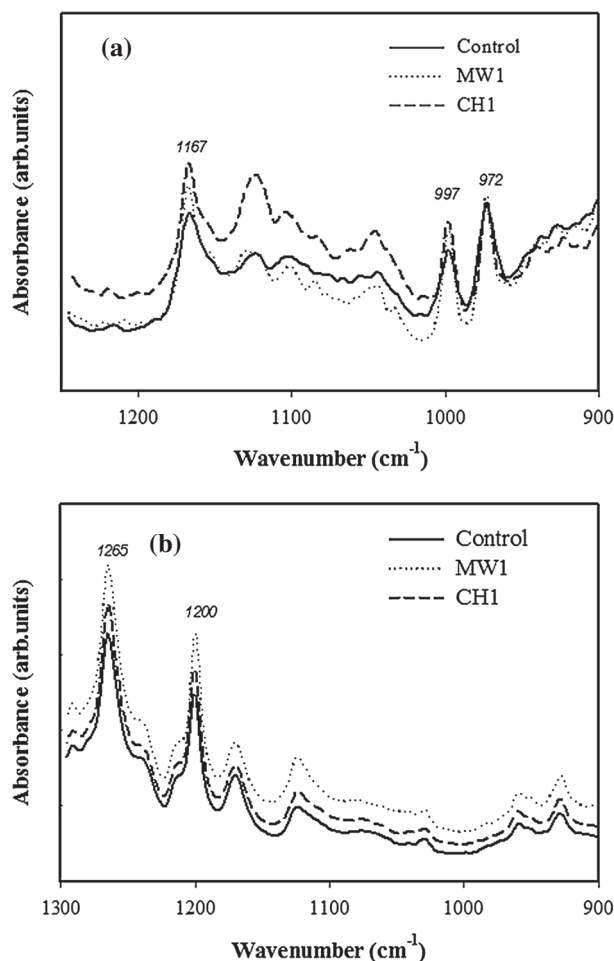 (a)
Control
MW1
CH1
1167
997
972
Absorbance (arb.units)
1200
1100
1000
900
Wavenumber (cm-1)
(b)
Control
MW1
CH1
1265
1200
Absorbance (arb.units)
1300
1200
1100
1000
900
Wavenumber (cm-1)